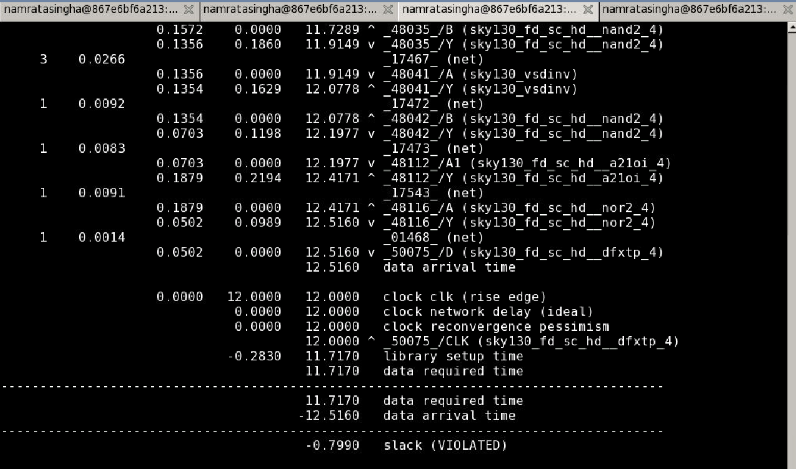 namratasingha@867e6bf6a213:... namratasingha@867e6bf6a213:... namratasingha@867e6bf6a213:... namratasingha@867e6bf6a213:...
0.1572 0.0000 11.7289 ^ _48035_/B (sky130_fd_sc_hd__nand2_4)
0.1356 0.1860 11.9149 v _48035_/Y (sky130_fd_sc_hd__nand2_4)
3 0.0266 _17467_ (net)
0.1356 0.0000 11.9149 v _48041_/A (sky130_vsdinv)
0.1354 0.1629 12.0778 ^ _48041_/Y (sky130_vsdinv)
1 0.0092 _17472_ (net)
0.1354 0.0000 12.0778 ^ _48042_/B (sky130_fd_sc_hd__nand2_4)
0.0703 0.1198 12.1977 v _48042_/Y (sky130_fd_sc_hd__nand2_4)
1 0.0083 _17473_ (net)
0.0703 0.0000 12.1977 v _48112_/A1 (sky130_fd_sc_hd__a21oi_4)
0.1879 0.2194 12.4171 ^ _48112_/Y (sky130_fd_sc_hd__a21oi_4)
1 0.0091 _17543_ (net)
0.1879 0.0000 12.4171 ^ _48116_/A (sky130_fd_sc_hd__nor2_4)
0.0502 0.0989 12.5160 v _48116_/Y (sky130_fd_sc_hd__nor2_4)
1 0.0014 _01468_ (net)
0.0502 0.0000 12.5160 v _50075_/D (sky130_fd_sc_hd__dfxtp_4)
12.5160 data arrival time
0.0000 12.0000 12.0000 clock clk (rise edge)
0.0000 12.0000 clock network delay (ideal)
0.0000 12.0000 clock reconvergence pessimism
12.0000 ^ _50075_/CLK (sky130_fd_sc_hd__dfxtp_4)
-0.2830 11.7170 library setup time
11.7170 data required time
-------------------------------------------------------------------------------------
11.7170 data required time
-12.5160 data arrival time
-------------------------------------------------------------------------------------
-0.7990 slack (VIOLATED)